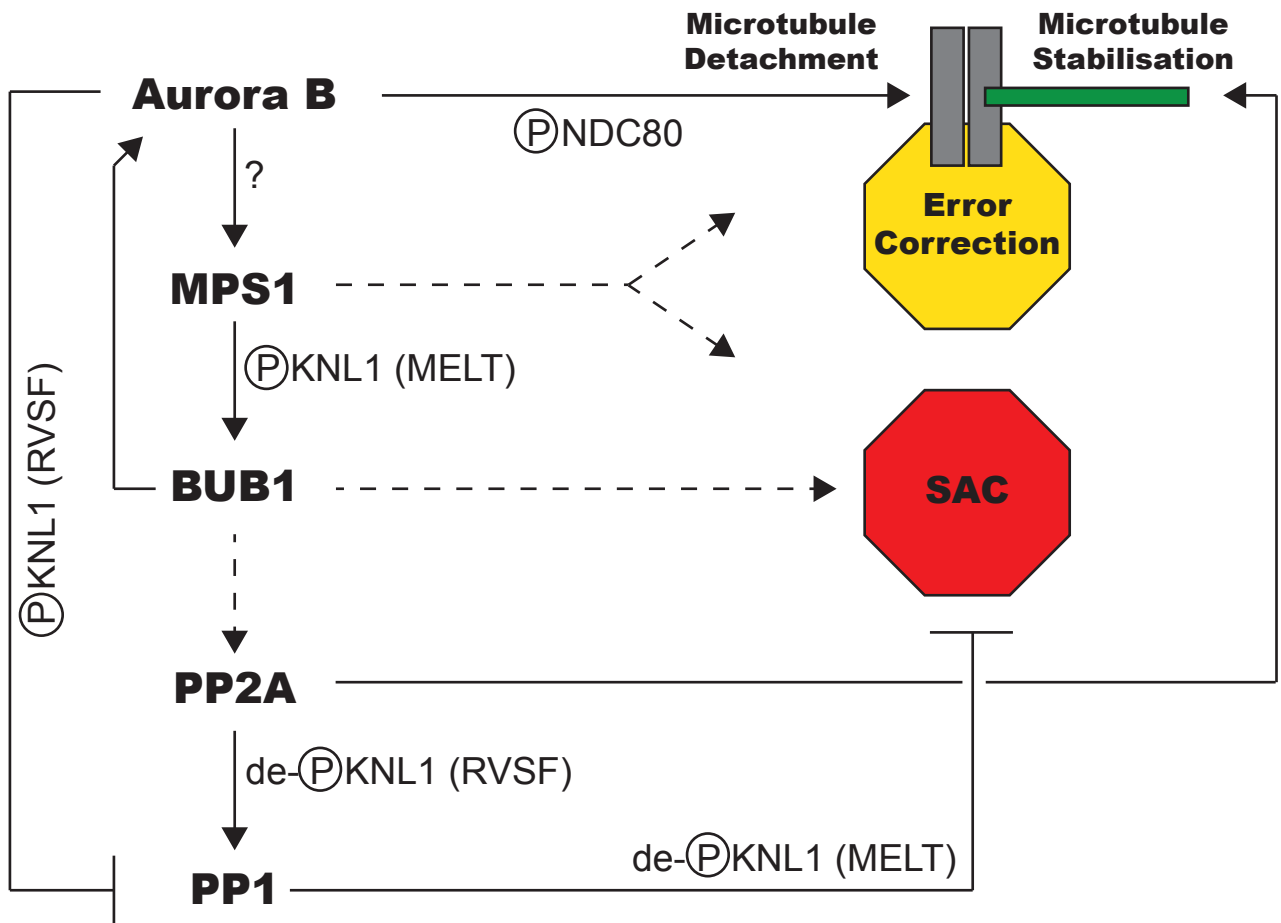 Microtubule
Detachment
Microtubule
Stabilisation
Aurora B
ⓅNDC80
?
Error
Correction
MPS1
ⓅKNL1 (MELT)
ⓅKNL1 (RVSF)
BUB1
SAC
PP2A
de-ⓅKNL1 (RVSF)
de-ⓅKNL1 (MELT)
PP1